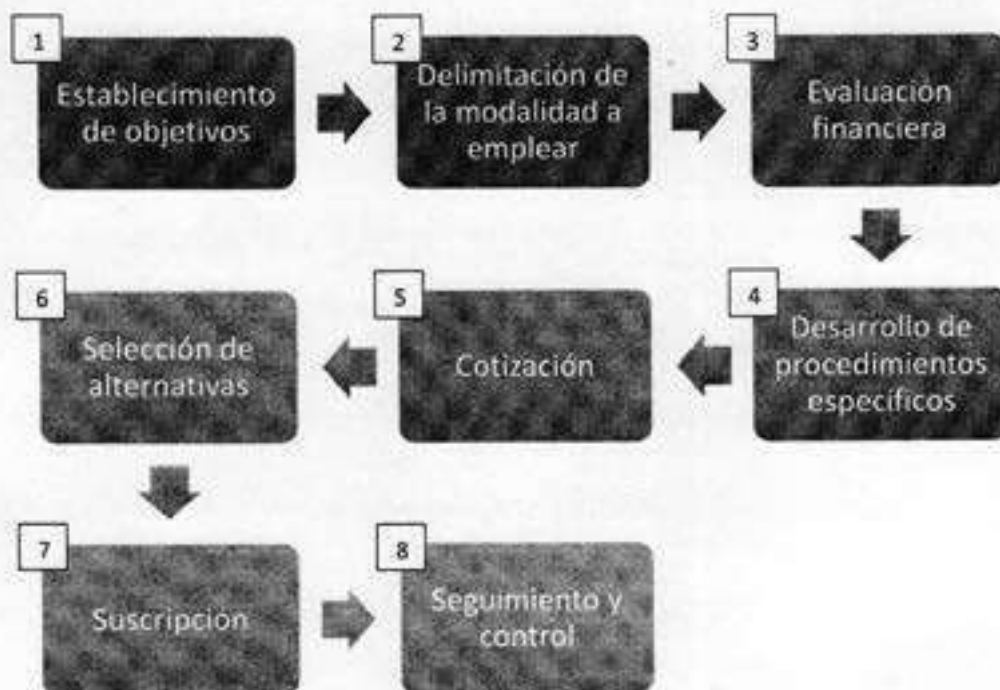 1
Establecimiento
de objetivos
2
Delimitación de
la modalidad a
emplear
3
Evaluación
financiera
4
Desarrollo de
procedimientos
específicos
5
Cotización
6
Selección de
alternativas
7
Suscripción
8
Seguimiento y
control